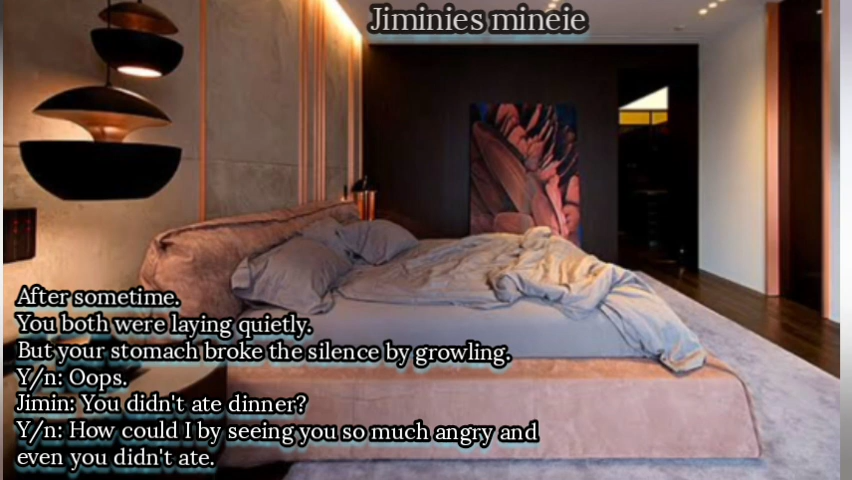 Jiminies mineie
After sometime.
You both were laying quietly.
But your stomach broke the silence by growling.
Y/n: Oops.
Jimin: You didn't ate dinner?
Y/n: How could I by seeing you so much angry and
even you didn't ate.